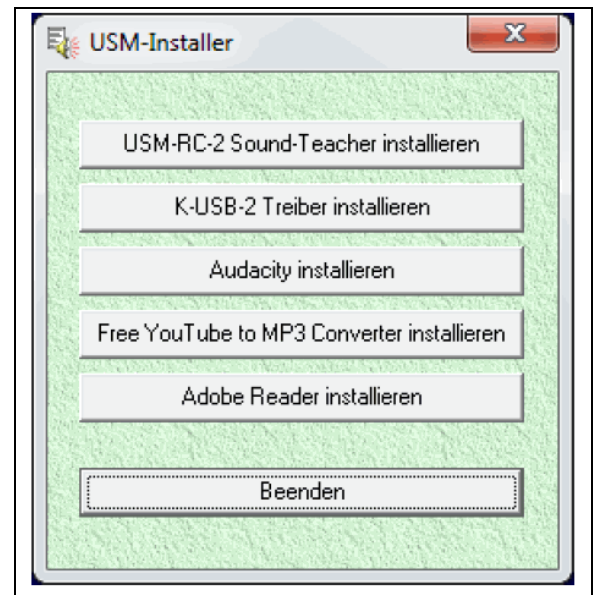 USM-Installer
USM-RC-2 Sound-Teacher installieren
K-USB-2 Treiber installieren
Audacity installieren
Free YouTube to MP3 Converter installieren
Adobe Reader installieren
Beenden